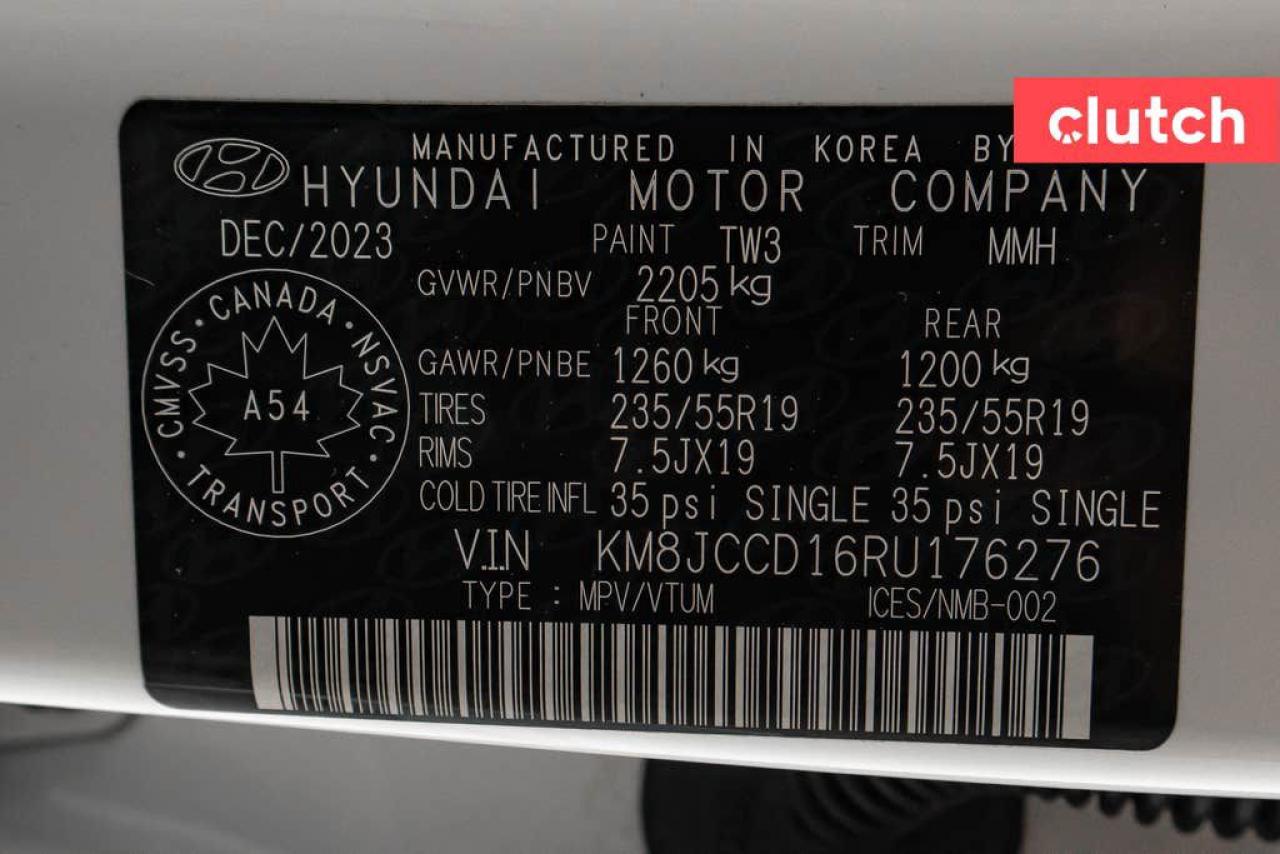 clutch
MANUFACTURED IN KOREA BY
HYUNDAI MOTOR COMPANY
DEC/2023 PAINT TW3 TRIM MMH
GVWR/PNBV 2205 kg
FRONT REAR
GAWR/PNBE 1260 kg 1200 kg
TIRES 235/55R19 235/55R19
RIMS 7.5JX19 7.5JX19
COLD TIRE INFL 35 psi SINGLE 35 psi SINGLE
V.I.N KM8JCCD16RU176276
TYPE : MPV/VTUM ICES/NMB-002
CMVSS · CANADA · NSVAC · TRANSPORT ·
A54